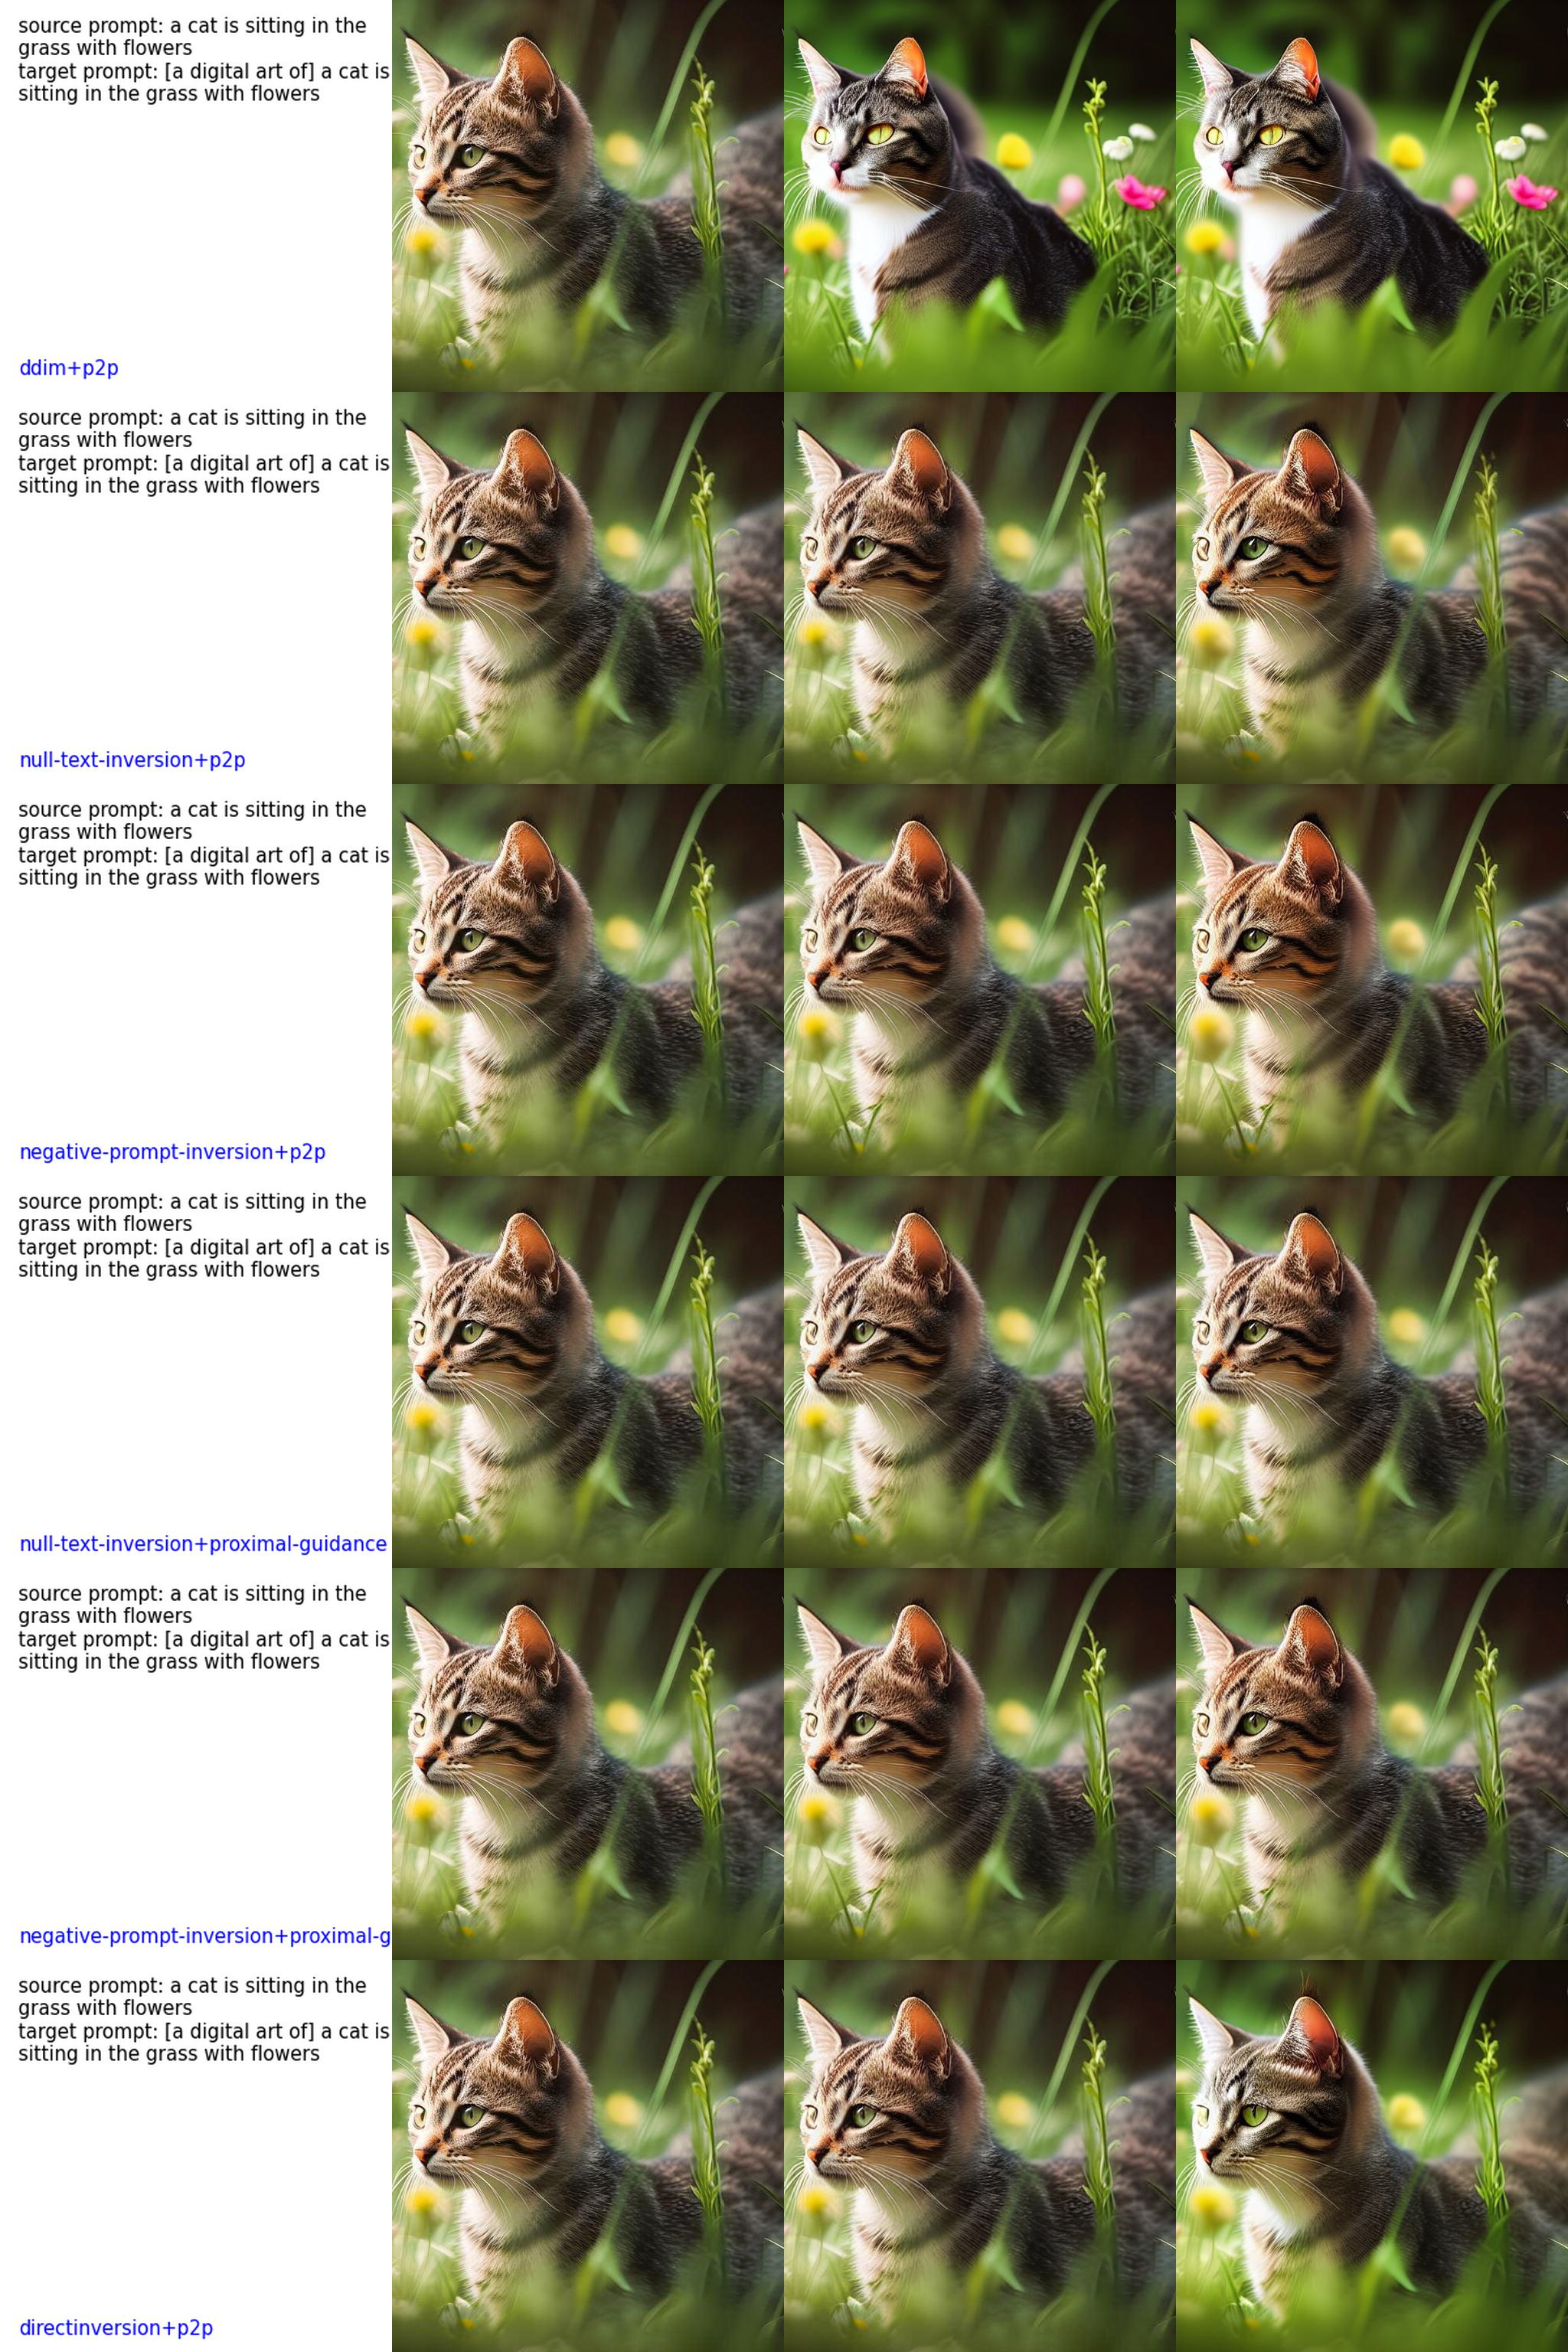 source prompt: a cat is sitting in the
grass with flowers
target prompt: [a digital art of] a cat is
sitting in the grass with flowers
ddim+p2p
source prompt: a cat is sitting in the
grass with flowers
target prompt: [a digital art of] a cat is
sitting in the grass with flowers
null-text-inversion+p2p
source prompt: a cat is sitting in the
grass with flowers
target prompt: [a digital art of] a cat is
sitting in the grass with flowers
negative-prompt-inversion+p2p
source prompt: a cat is sitting in the
grass with flowers
target prompt: [a digital art of] a cat is
sitting in the grass with flowers
null-text-inversion+proximal-guidance
source prompt: a cat is sitting in the
grass with flowers
target prompt: [a digital art of] a cat is
sitting in the grass with flowers
negative-prompt-inversion+proximal-g
source prompt: a cat is sitting in the
grass with flowers
target prompt: [a digital art of] a cat is
sitting in the grass with flowers
directinversion+p2p